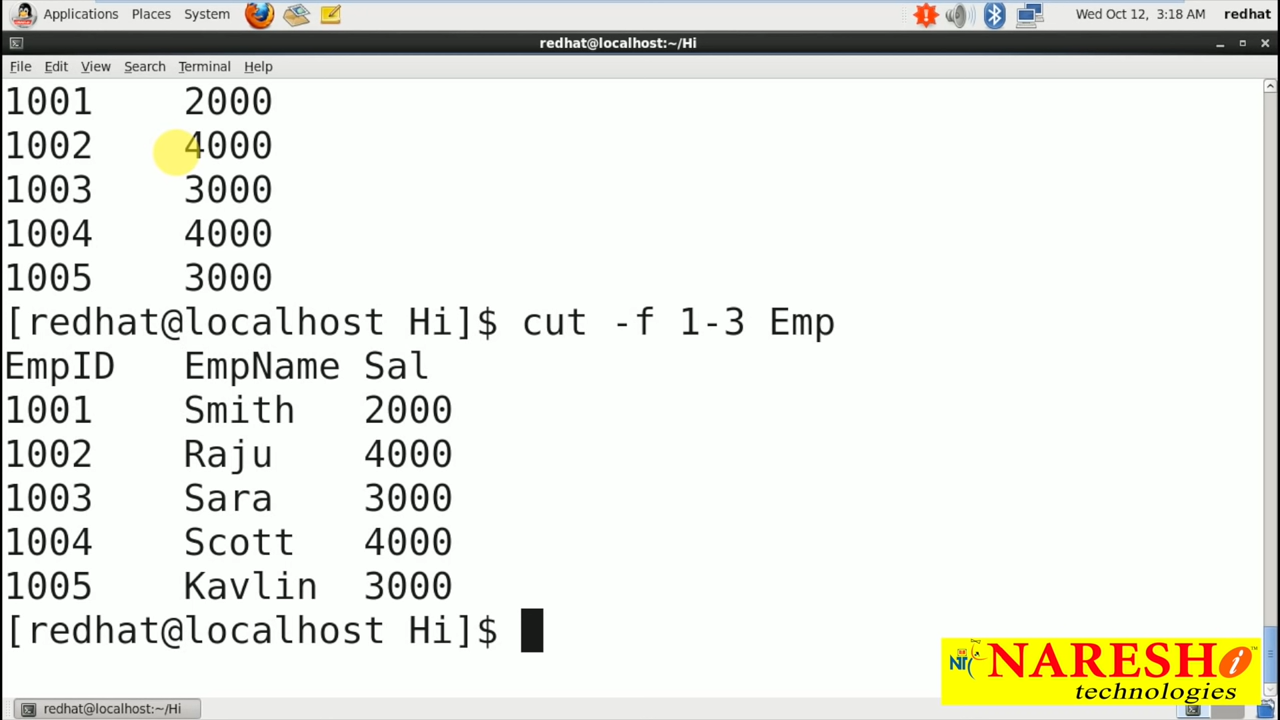 Applications Places System Wed Oct 12, 3:18 AM redhat
redhat@localhost:~/Hi
File Edit View Search Terminal Help
1001 2000
1002 4000
1003 3000
1004 4000
1005 3000
[redhat@localhost Hi]$ cut -f 1-3 Emp
EmpID EmpName Sal
1001 Smith 2000
1002 Raju 4000
1003 Sara 3000
1004 Scott 4000
1005 Kavlin 3000
[redhat@localhost Hi]$
NARESH i
technologies
redhat@localhost:~/Hi